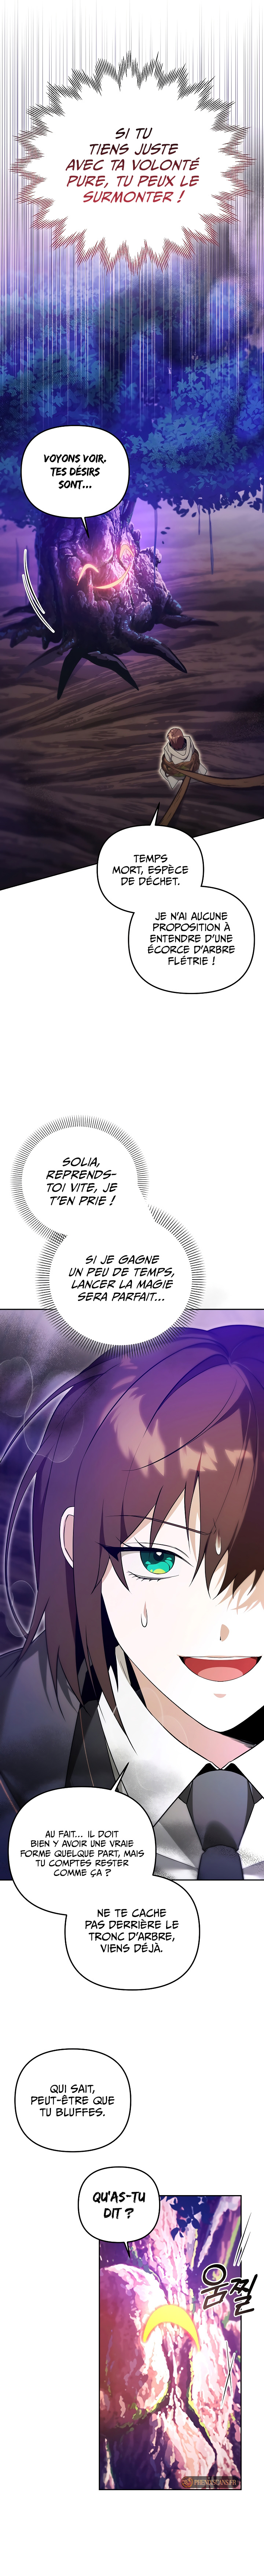 SI TU
TIENS JUSTE
AVEC TA VOLONTÉ
PURE, TU PEUX LE
SURMONTER !
VOYONS VOIR.
TES DÉSIRS
SONT...
TEMPS
MORT, ESPÈCE
DE DÉCHET.
JE N'AI AUCUNE
PROPOSITION À
ENTENDRE D'UNE
ÉCORCE D'ARBRE
FLÉTRIE !
SOLIA,
REPRENDS-
TOI VITE, JE
T'EN PRIE !
SI JE GAGNE
UN PEU DE TEMPS,
LANCER LA MAGIE
SERA PARFAIT...
AU FAIT... IL DOIT
BIEN Y AVOIR UNE VRAIE
FORME QUELQUE PART, MAIS
TU COMPTES RESTER
COMME ÇA ?
NE TE CACHE
PAS DERRIÈRE LE
TRONC D'ARBRE,
VIENS DÉJÀ.
QUI SAIT,
PEUT-ÊTRE QUE
TU BLUFFES.
QU'AS-TU
DIT ?
움찔